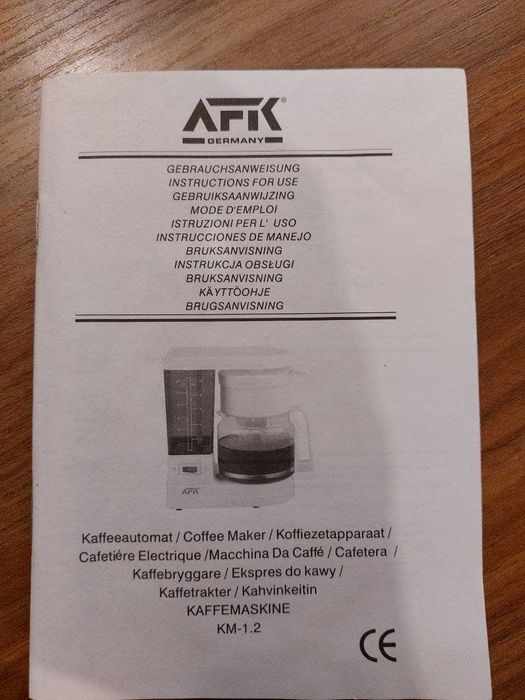 AFK®
GERMANY
GEBRAUCHSANWEISUNG
INSTRUCTIONS FOR USE
GEBRUIKSAANWIJZING
MODE D'EMPLOI
ISTRUZIONI PER L' USO
INSTRUCCIONES DE MANEJO
BRUKSANVISNING
INSTRUKCJA OBSŁUGI
BRUKSANVISNING
KÄYTTÖOHJE
BRUGSANVISNING
AFK
Kaffeeautomat / Coffee Maker / Koffiezetapparaat /
Cafetiére Electrique /Macchina Da Caffé / Cafetera /
Kaffebryggare / Ekspres do kawy /
Kaffetrakter / Kahvinkeitin
KAFFEMASKINE
KM-1.2
CE